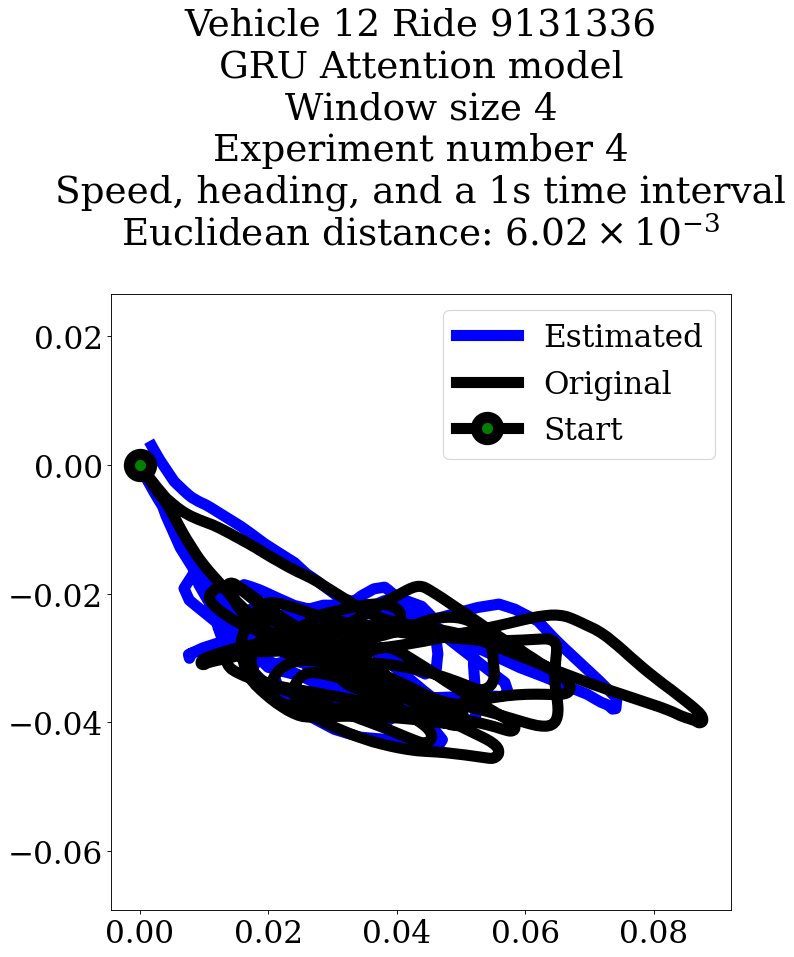 Vehicle 12 Ride 9131336
GRU Attention model
Window size 4
Experiment number 4
Speed, heading, and a 1s time interval
Euclidean distance: 6.02 × 10⁻³
Estimated
Original
Start
0.02
0.00
−0.02
−0.04
−0.06
0.00 0.02 0.04 0.06 0.08